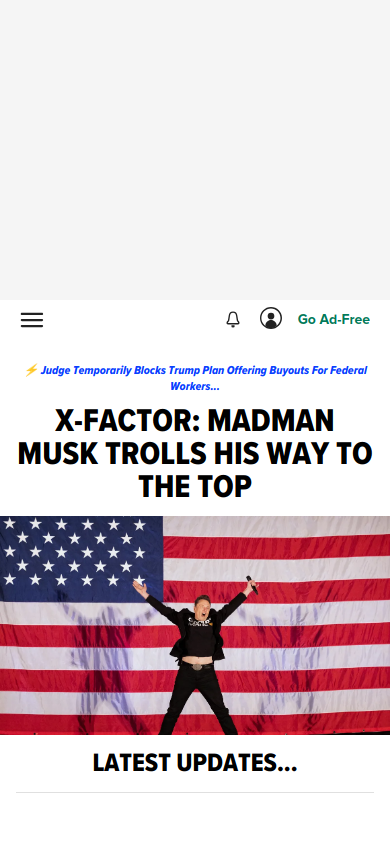 Go Ad-Free
⚡ Judge Temporarily Blocks Trump Plan Offering Buyouts For Federal
Workers...
X-FACTOR: MADMAN
MUSK TROLLS HIS WAY TO
THE TOP
LATEST UPDATES...